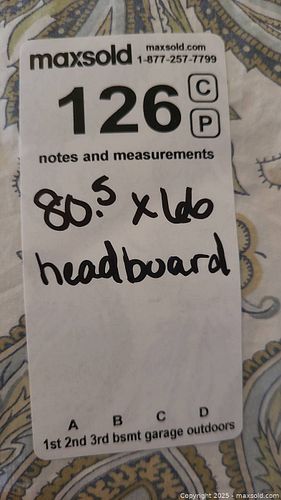 maxsold maxsold.com
1-877-257-7799
126 C
P
notes and measurements
80.5 x 66
headboard
A B C D
1st 2nd 3rd bsmt garage outdoors
Copyright 2025 - maxsold.com